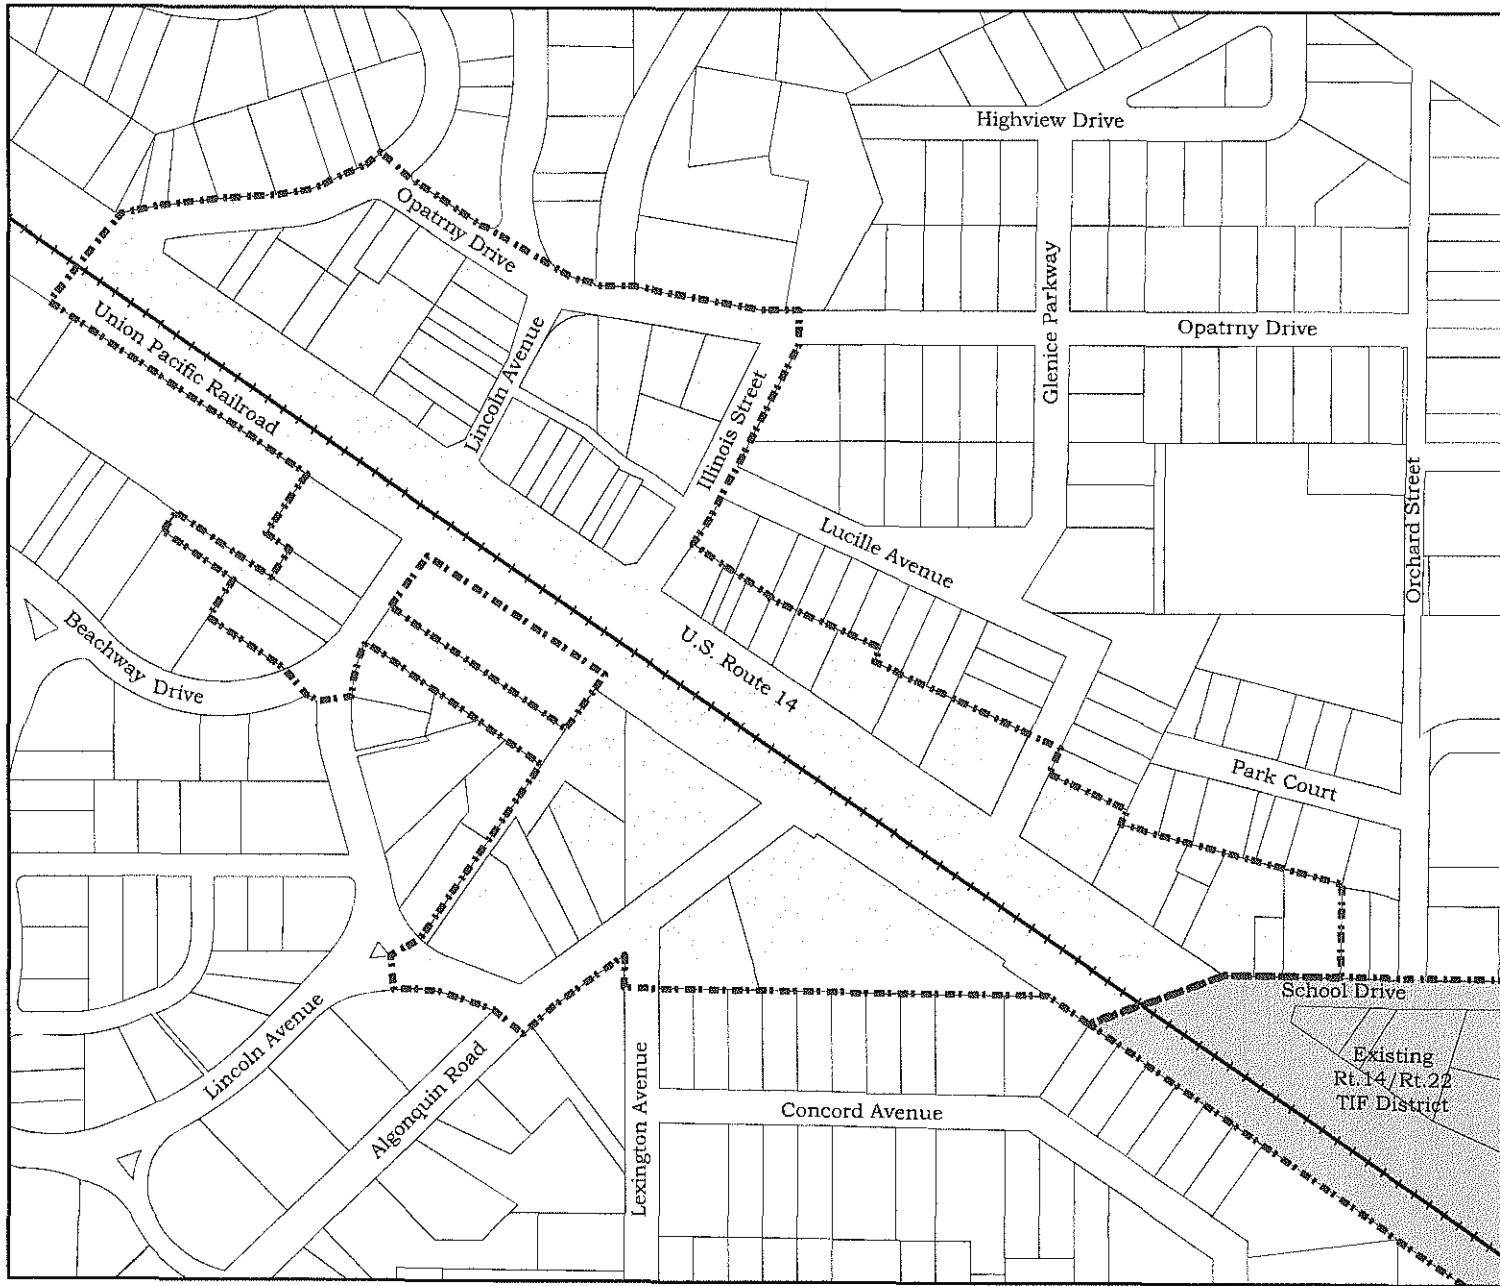 Highview Drive
Opatrny Drive
Glenice Parkway
Opatrny Drive
Union Pacific Railroad
Lincoln Avenue
Illinois Street
Orchard Street
Lucille Avenue
Beachway Drive
U.S. Route 14
Park Court
School Drive
Lincoln Avenue
Algonquin Road
Lexington Avenue
Concord Avenue
Existing
Rt.14/Rt.22
TIF District